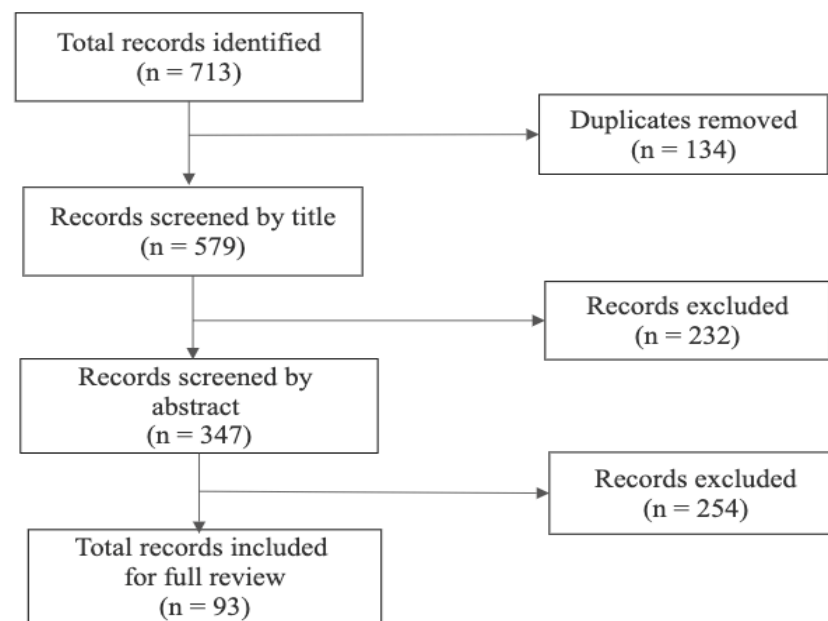 Total records identified
(n = 713)
Duplicates removed
(n = 134)
Records screened by title
(n = 579)
Records excluded
(n = 232)
Records screened by
abstract
(n = 347)
Records excluded
(n = 254)
Total records included
for full review
(n = 93)